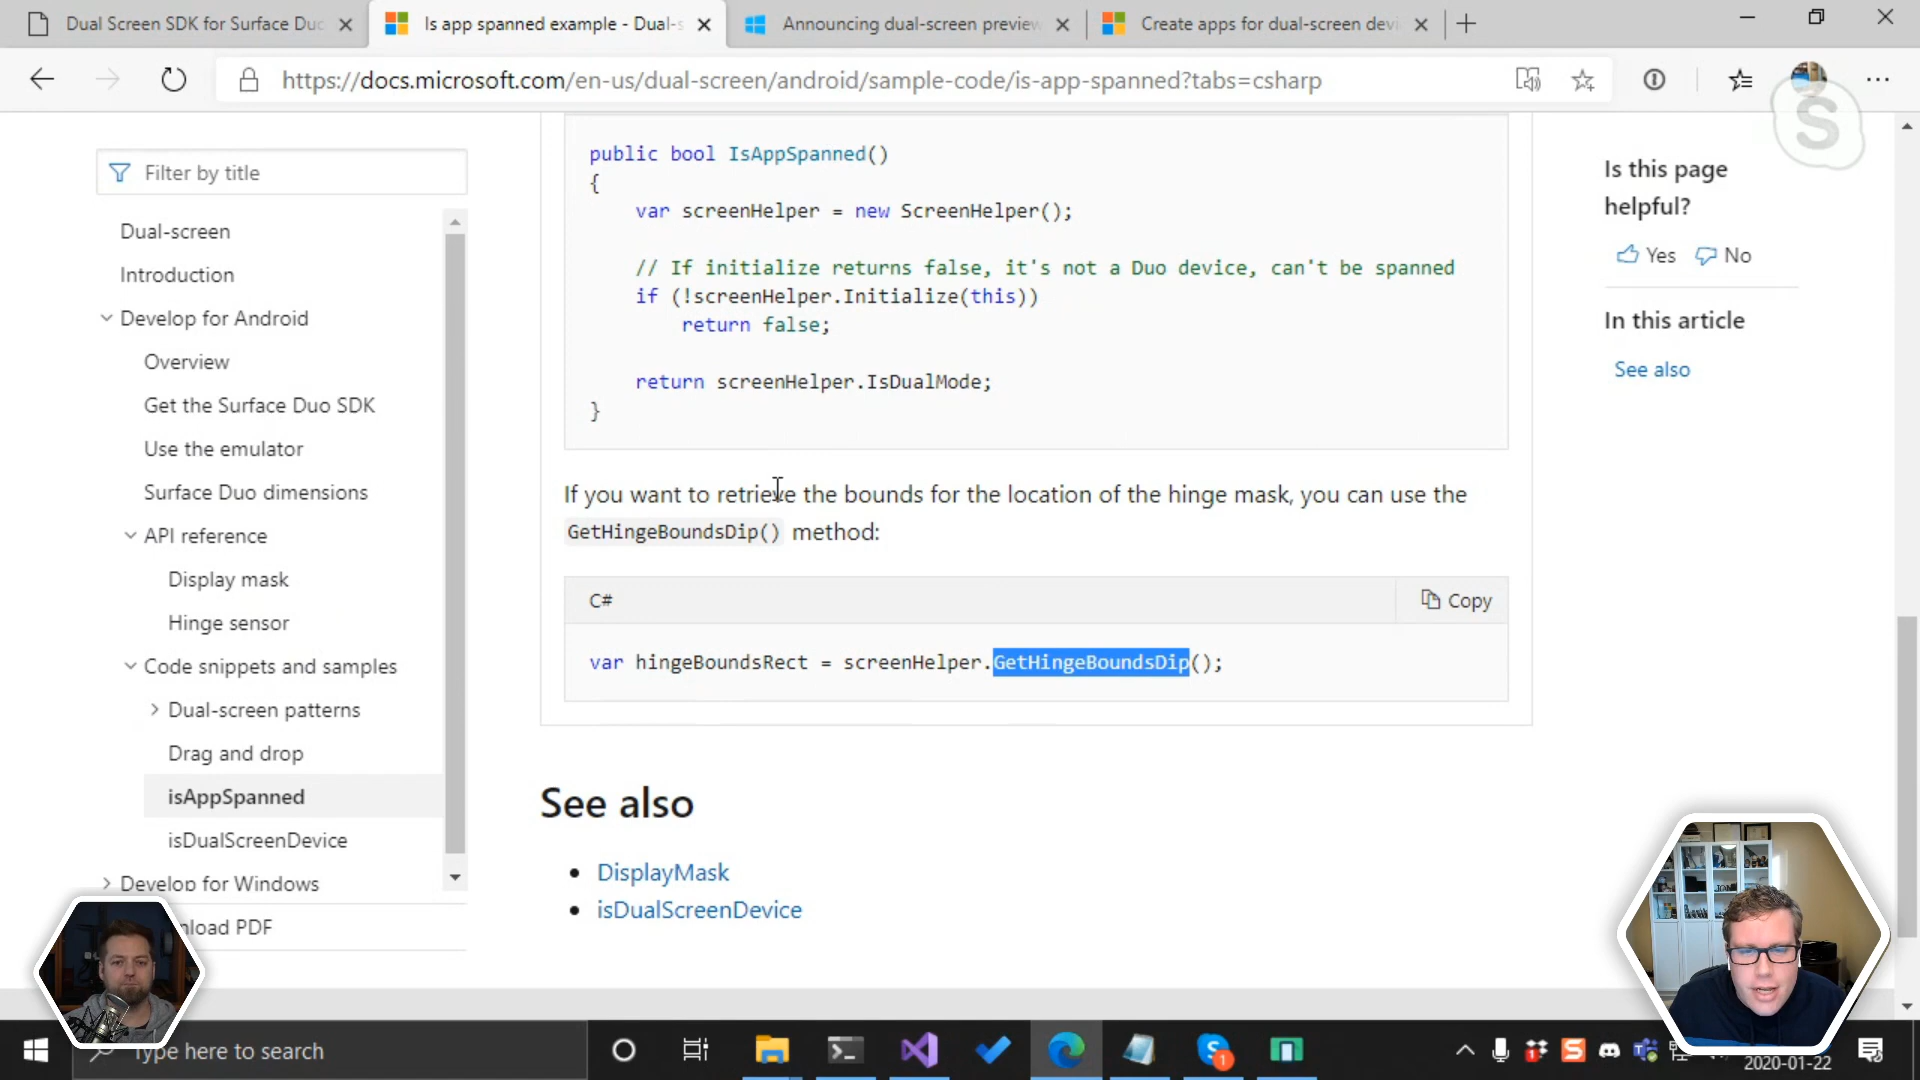 Dual Screen SDK for Surface Duo
Is app spanned example - Dual-s
Announcing dual-screen preview
Create apps for dual-screen devi
https://docs.microsoft.com/en-us/dual-screen/android/sample-code/is-app-spanned?tabs=csharp
Filter by title
Dual-screen
Introduction
Develop for Android
Overview
Get the Surface Duo SDK
Use the emulator
Surface Duo dimensions
API reference
Display mask
Hinge sensor
Code snippets and samples
Dual-screen patterns
Drag and drop
isAppSpanned
isDualScreenDevice
Develop for Windows
nload PDF
public bool IsAppSpanned()
{
var screenHelper = new ScreenHelper();
// If initialize returns false, it's not a Duo device, can't be spanned
if (!screenHelper.Initialize(this))
return false;
return screenHelper.IsDualMode;
}
If you want to retrieve the bounds for the location of the hinge mask, you can use the
GetHingeBoundsDip() method:
C#
Copy
var hingeBoundsRect = screenHelper.GetHingeBoundsDip();
See also
• DisplayMask
• isDualScreenDevice
Is this page
helpful?
Yes No
In this article
See also
Type here to search
2020-01-22